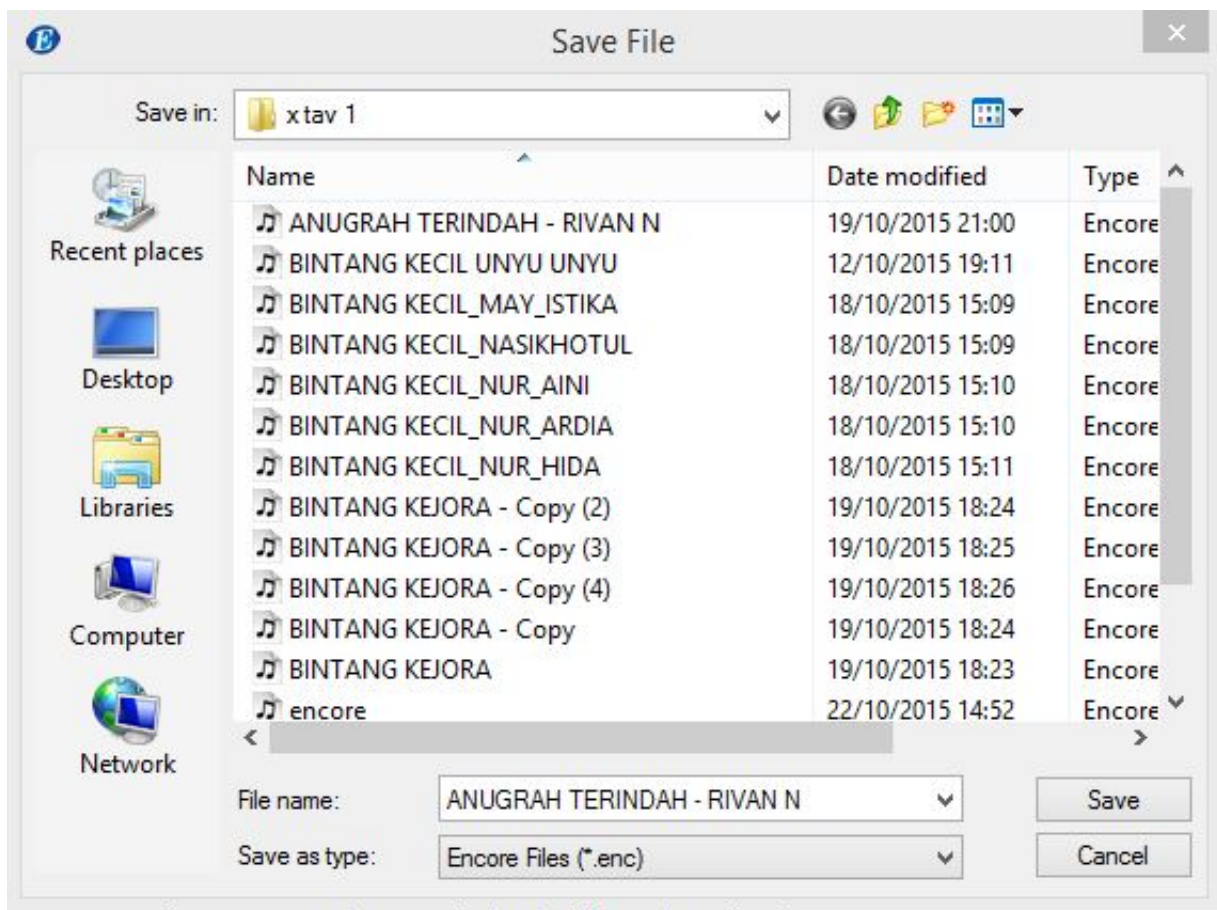 Save File
Save in: x tav 1
Name Date modified Type
ANUGRAH TERINDAH - RIVAN N 19/10/2015 21:00 Encore
BINTANG KECIL UNYU UNYU 12/10/2015 19:11 Encore
BINTANG KECIL_MAY_ISTIKA 18/10/2015 15:09 Encore
BINTANG KECIL_NASIKHOTUL 18/10/2015 15:09 Encore
BINTANG KECIL_NUR_AINI 18/10/2015 15:10 Encore
BINTANG KECIL_NUR_ARDIA 18/10/2015 15:10 Encore
BINTANG KECIL_NUR_HIDA 18/10/2015 15:11 Encore
BINTANG KEJORA - Copy (2) 19/10/2015 18:24 Encore
BINTANG KEJORA - Copy (3) 19/10/2015 18:25 Encore
BINTANG KEJORA - Copy (4) 19/10/2015 18:26 Encore
BINTANG KEJORA - Copy 19/10/2015 18:24 Encore
BINTANG KEJORA 19/10/2015 18:23 Encore
encore 22/10/2015 14:52 Encore
Recent places
Desktop
Libraries
Computer
Network
File name: ANUGRAH TERINDAH - RIVAN N Save
Save as type: Encore Files (*.enc) Cancel